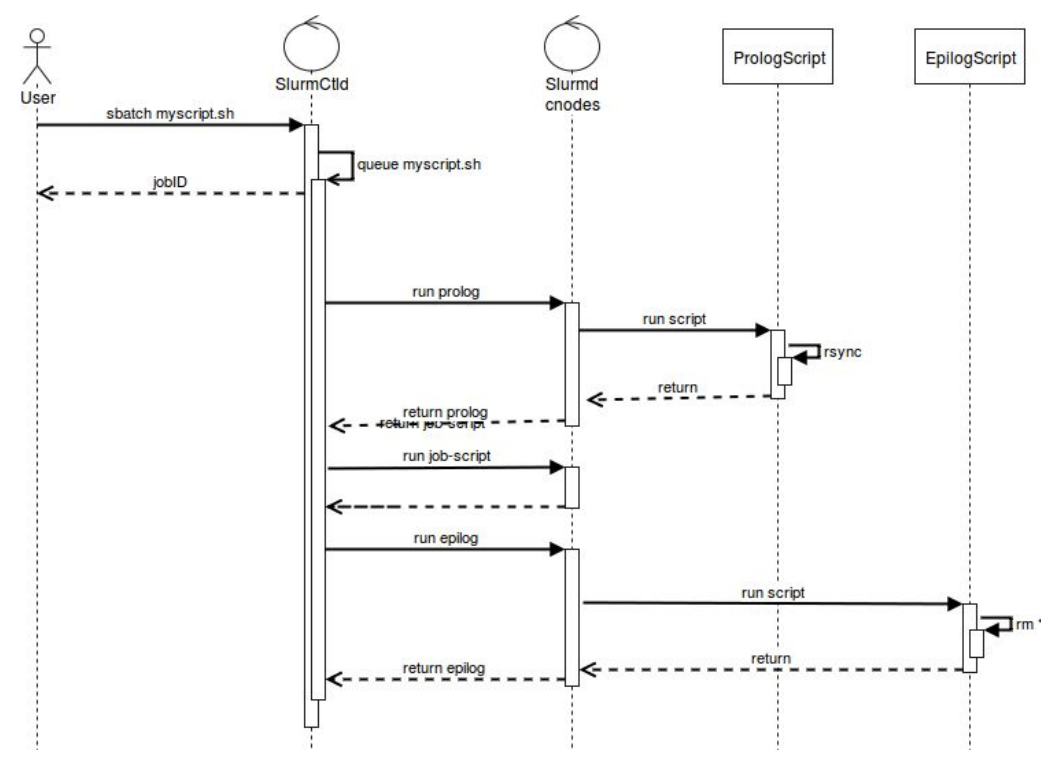 User
SlurmCtld
Slurmd
cnodes
PrologScript
EpilogScript
sbatch myscript.sh
queue myscript.sh
jobID
run prolog
run script
rsync
return
return prolog
return job-script
run job-script
run epilog
run script
rm
return
return epilog